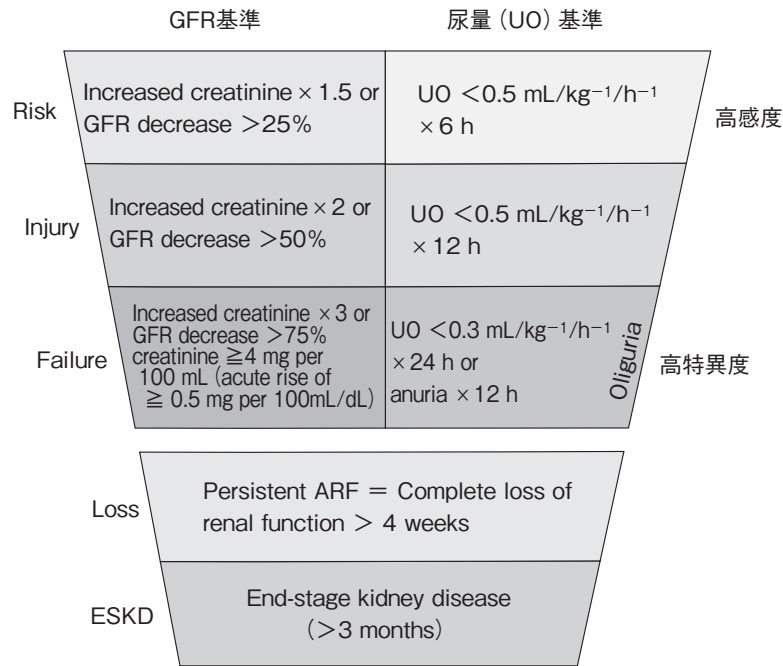 GFR基準
尿量（UO）基準
Risk
Increased creatinine × 1.5 or
GFR decrease ＞25%
UO ＜0.5 mL/kg⁻¹/h⁻¹
×6 h
高感度
Injury
Increased creatinine ×2 or
GFR decrease ＞50%
UO ＜0.5 mL/kg⁻¹/h⁻¹
×12 h
Failure
Increased creatinine ×3 or
GFR decrease ＞75%
creatinine ≧4 mg per
100 mL（acute rise of
≧ 0.5 mg per 100mL/dL）
UO ＜0.3 mL/kg⁻¹/h⁻¹
×24 h or
anuria ×12 h
Oliguria
高特異度
Loss
Persistent ARF ＝ Complete loss of
renal function ＞ 4 weeks
ESKD
End-stage kidney disease
（＞3 months）